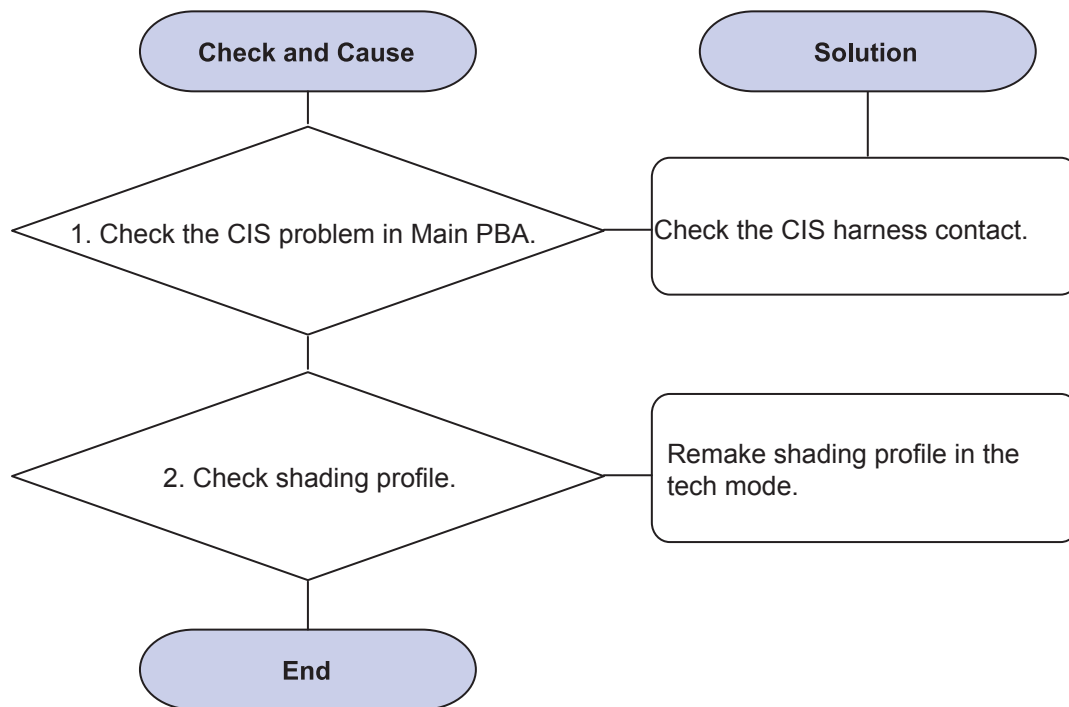 Check and Cause
Solution
1. Check the CIS problem in Main PBA.
Check the CIS harness contact.
2. Check shading profile.
Remake shading profile in the
tech mode.
End